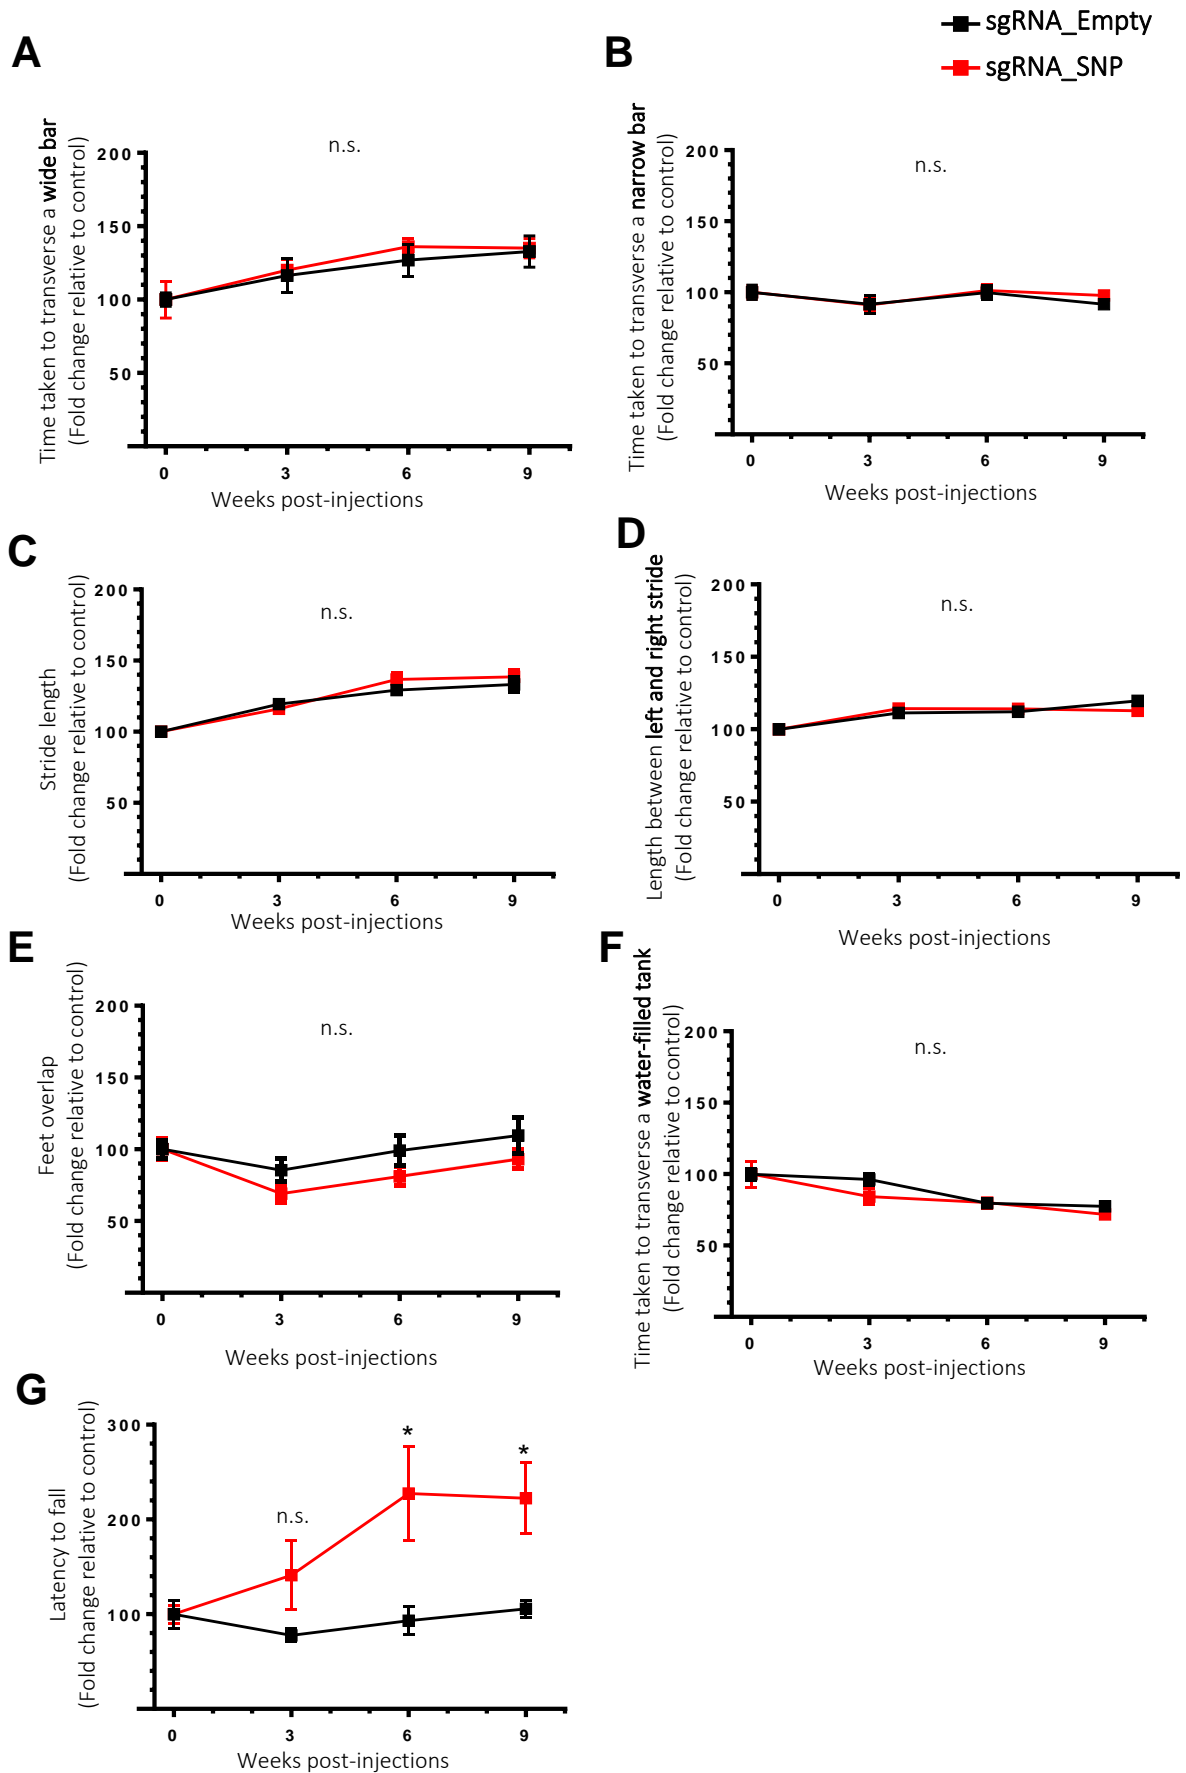 sgRNA_Empty
sgRNA_SNP
A
Time taken to transverse a wide bar
(Fold change relative to control)
200
150
100
50
n.s.
0 3 6 9
Weeks post-injections
B
Time taken to transverse a narrow bar
(Fold change relative to control)
200
150
100
50
n.s.
0 3 6 9
Weeks post-injections
C
Stride length
(Fold change relative to control)
200
150
100
50
n.s.
0 3 6 9
Weeks post-injections
D
Length between left and right stride
(Fold change relative to control)
200
150
100
50
n.s.
0 3 6 9
Weeks post-injections
E
Feet overlap
(Fold change relative to control)
200
150
100
50
n.s.
0 3 6 9
Weeks post-injections
F
Time taken to transverse a water-filled tank
(Fold change relative to control)
200
150
100
50
n.s.
0 3 6 9
Weeks post-injections
G
Latency to fall
(Fold change relative to control)
300
200
100
n.s.
*
*
0 3 6 9
Weeks post-injections